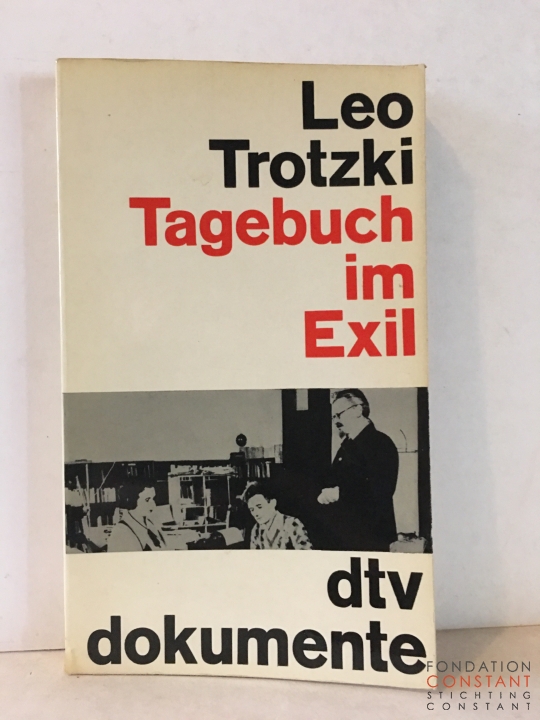 Leo
Trotzki
Tagebuch
im
Exil
dtv
dokumente
FONDATION
CONSTANT
STICHTING
CONSTANT